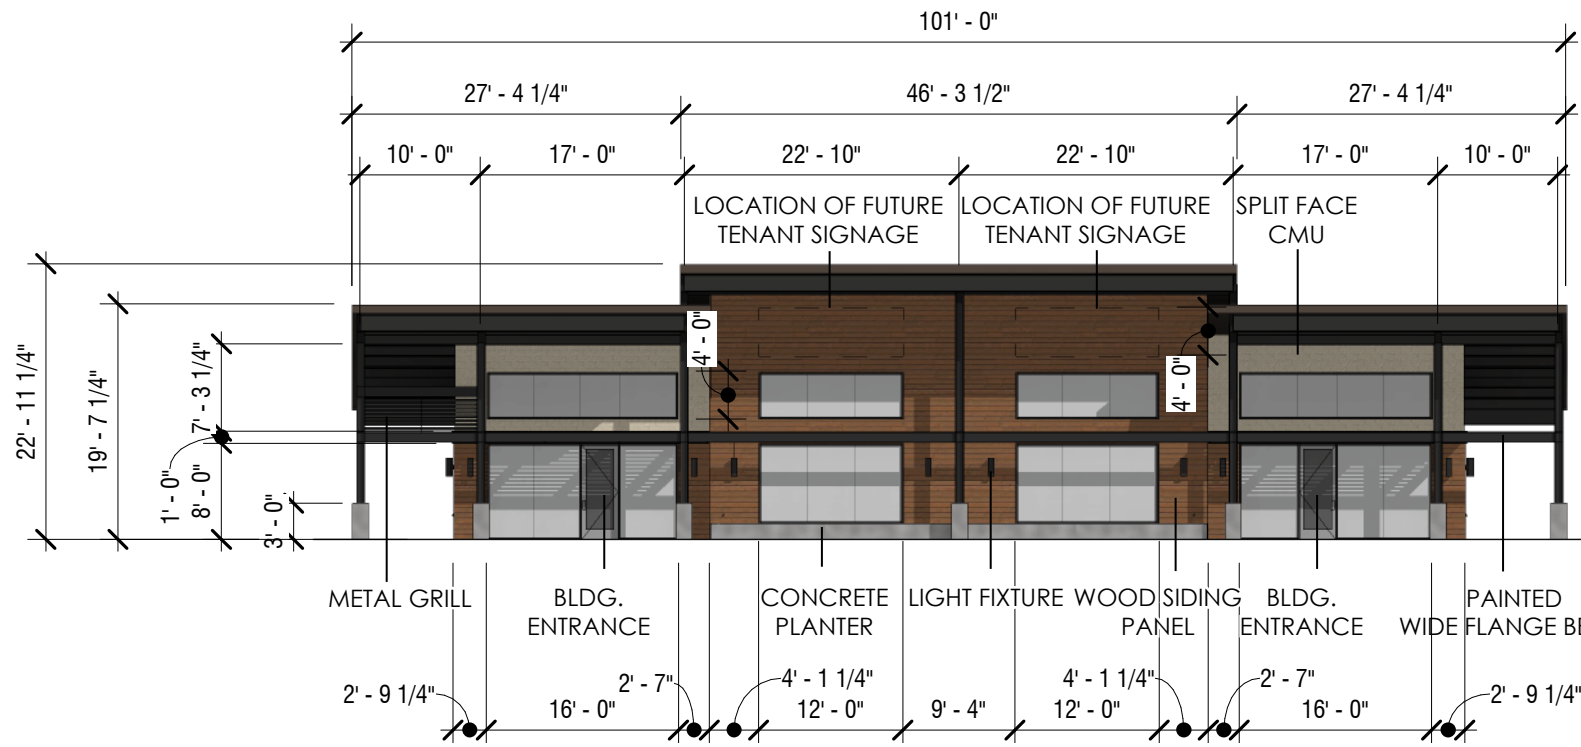 101' - 0"
27' - 4 1/4"
46' - 3 1/2"
27' - 4 1/4"
10' - 0"
17' - 0"
22' - 10"
22' - 10"
17' - 0"
10' - 0"
LOCATION OF FUTURE
TENANT SIGNAGE
LOCATION OF FUTURE
TENANT SIGNAGE
SPLIT FACE
CMU
22' - 11 1/4"
19' - 7 1/4"
7' - 3 1/4"
1' - 0"
8' - 0"
3' - 0"
4' - 0"
4' - 0"
METAL GRILL
BLDG.
ENTRANCE
CONCRETE
PLANTER
LIGHT FIXTURE
WOOD SIDING
PANEL
BLDG.
ENTRANCE
PAINTED
WIDE FLANGE BE
2' - 9 1/4"
16' - 0"
2' - 7"
4' - 1 1/4"
12' - 0"
9' - 4"
4' - 1 1/4"
12' - 0"
2' - 7"
16' - 0"
2' - 9 1/4"